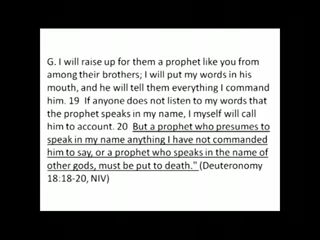 G. I will raise up for them a prophet like you from
among their brothers; I will put my words in his
mouth, and he will tell them everything I command
him. 19  If anyone does not listen to my words that
the prophet speaks in my name, I myself will call
him to account. 20  But a prophet who presumes to
speak in my name anything I have not commanded
him to say, or a prophet who speaks in the name of
other gods, must be put to death." (Deuteronomy
18:18-20, NIV)